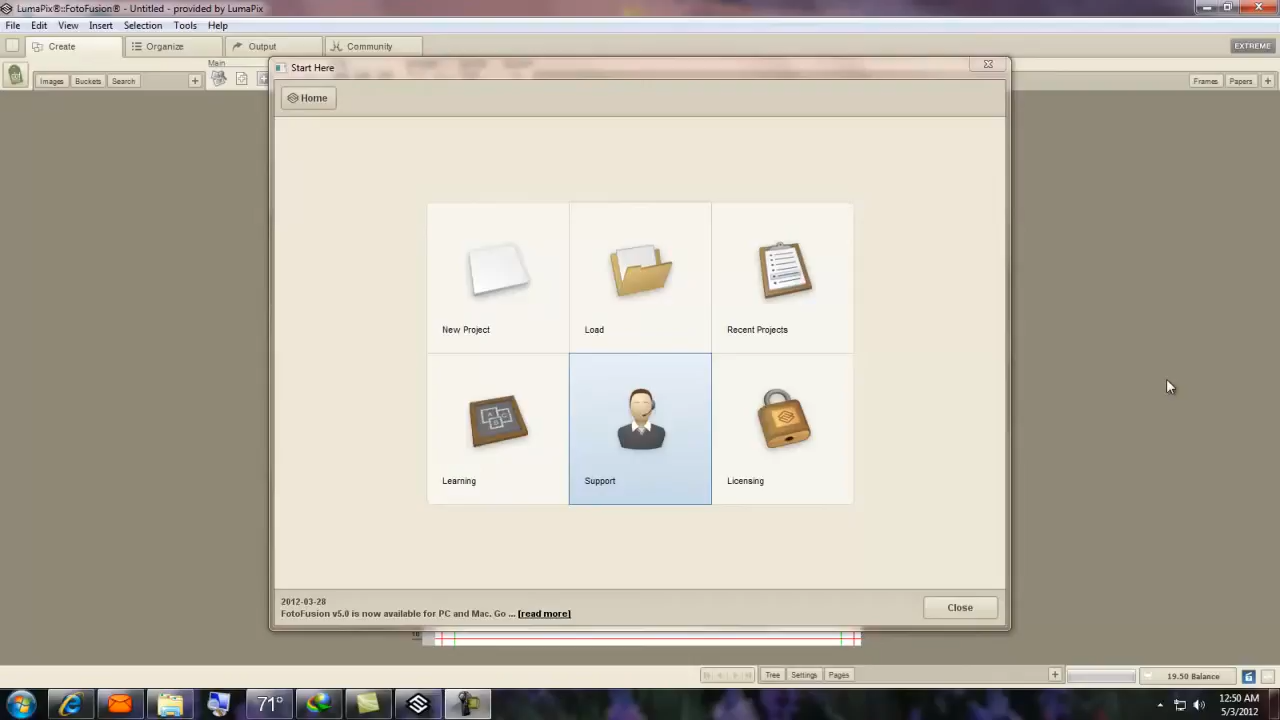 LumaPix®::FotoFusion® - Untitled - provided by LumaPix
File Edit View Insert Selection Tools Help
Create Organize Output Community EXTREME
Main
Images Buckets Search + Frames Papers +
Start Here
Home
New Project Load Recent Projects
Learning Support Licensing
2012-03-28
FotoFusion v5.0 is now available for PC and Mac. Go ... [read more]
Close
Tree Settings Pages + 19.50 Balance
71°
12:50 AM
5/3/2012